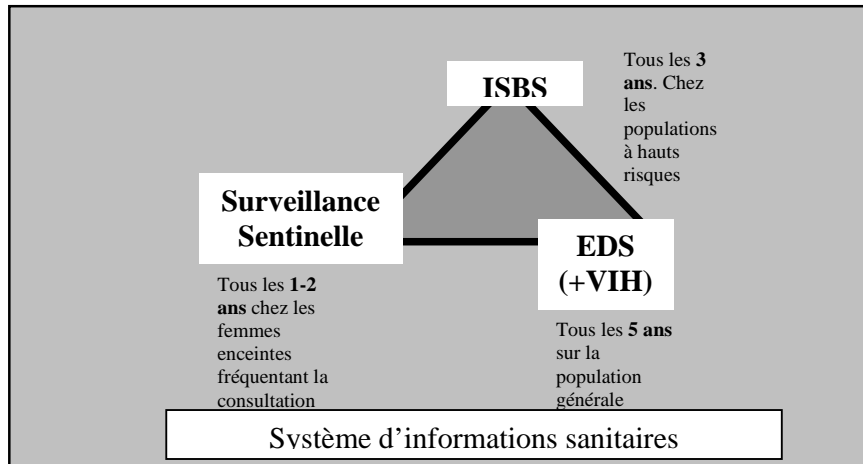 ISBS
Tous les 3
ans. Chez
les
populations
à hauts
risques
Surveillance
Sentinelle
EDS
(+VIH)
Tous les 1-2
ans chez les
femmes
enceintes
fréquentant la
consultation
Tous les 5 ans
sur la
population
générale
Système d’informations sanitaires